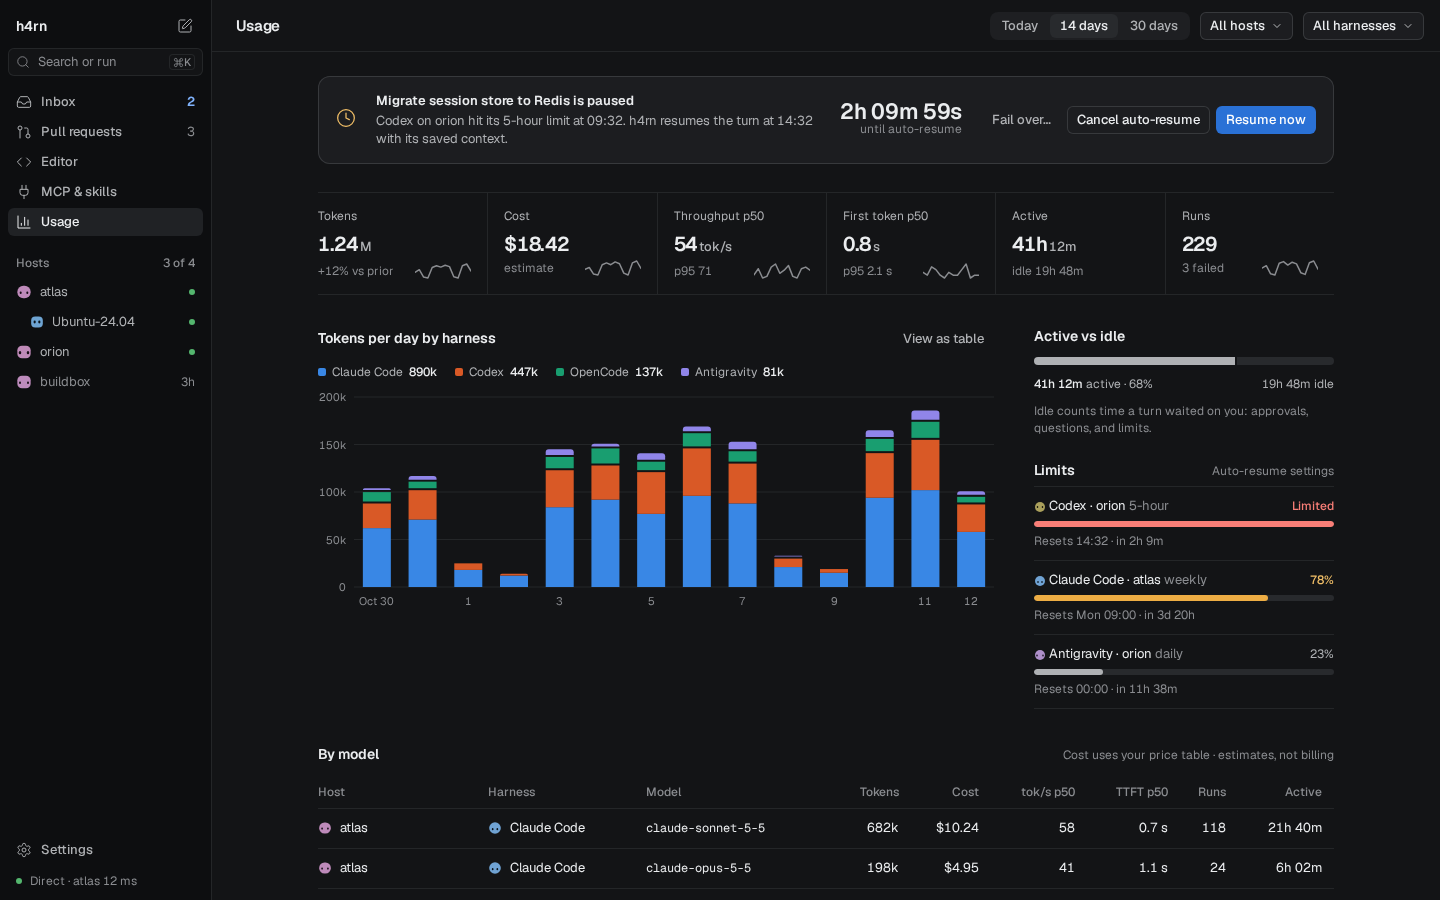 h4rn
Search or run ⌘K
Inbox 2
Pull requests 3
Editor
MCP & skills
Usage
Hosts 3 of 4
atlas
Ubuntu-24.04
orion
buildbox 3h
Settings
Direct · atlas 12 ms
Usage
Today 14 days 30 days All hosts All harnesses
Migrate session store to Redis is paused
Codex on orion hit its 5-hour limit at 09:32. h4rn resumes the turn at 14:32
with its saved context.
2h 09m 59s
until auto-resume
Fail over... Cancel auto-resume Resume now
Tokens
1.24 M
+12% vs prior
Cost
$18.42
estimate
Throughput p50
54 tok/s
p95 71
First token p50
0.8 s
p95 2.1 s
Active
41h 12m
idle 19h 48m
Runs
229
3 failed
Tokens per day by harness View as table
Claude Code 890k Codex 447k OpenCode 137k Antigravity 81k
200k
150k
100k
50k
0
Oct 30 1 3 5 7 9 11 12
Active vs idle
41h 12m active · 68% 19h 48m idle
Idle counts time a turn waited on you: approvals,
questions, and limits.
Limits Auto-resume settings
Codex · orion 5-hour Limited
Resets 14:32 · in 2h 9m
Claude Code · atlas weekly 78%
Resets Mon 09:00 · in 3d 20h
Antigravity · orion daily 23%
Resets 00:00 · in 11h 38m
By model Cost uses your price table · estimates, not billing
Host Harness Model Tokens Cost tok/s p50 TTFT p50 Runs Active
atlas Claude Code claude-sonnet-5-5 682k $10.24 58 0.7 s 118 21h 40m
atlas Claude Code claude-opus-5-5 198k $4.95 41 1.1 s 24 6h 02m